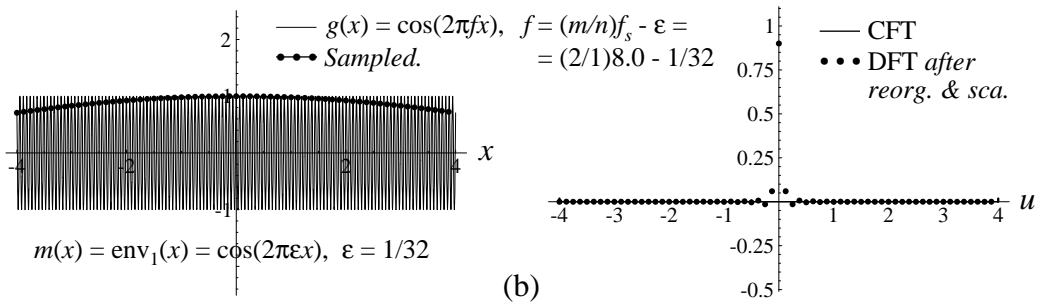 g(x) = cos(2πfx), f = (m/n)f_s - ε =
= (2/1)8.0 - 1/32
Sampled.
2
1
-4
-2
2
4
x
-1
m(x) = env_1(x) = cos(2πεx), ε = 1/32
1
CFT
DFT after
reorg. & sca.
0.75
0.5
0.25
-4
-3
-2
-1
1
2
3
4
u
-0.25
-0.5
(b)